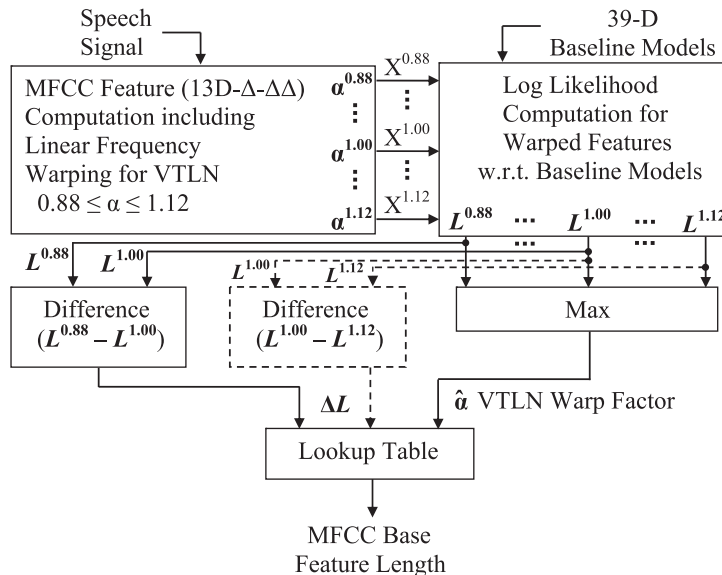 Speech
Signal
39-D
Baseline Models
MFCC Feature (13D-Δ-ΔΔ)
Computation including
Linear Frequency
Warping for VTLN
0.88 ≤ α ≤ 1.12
α^0.88
α^1.00
α^1.12
X^0.88
X^1.00
X^1.12
Log Likelihood
Computation for
Warped Features
w.r.t. Baseline Models
L^0.88 ... L^1.00 ... L^1.12
L^0.88 L^1.00
L^1.00 L^1.12
Difference
(L^0.88 – L^1.00)
Difference
(L^1.00 – L^1.12)
Max
ΔL
α̂ VTLN Warp Factor
Lookup Table
MFCC Base
Feature Length